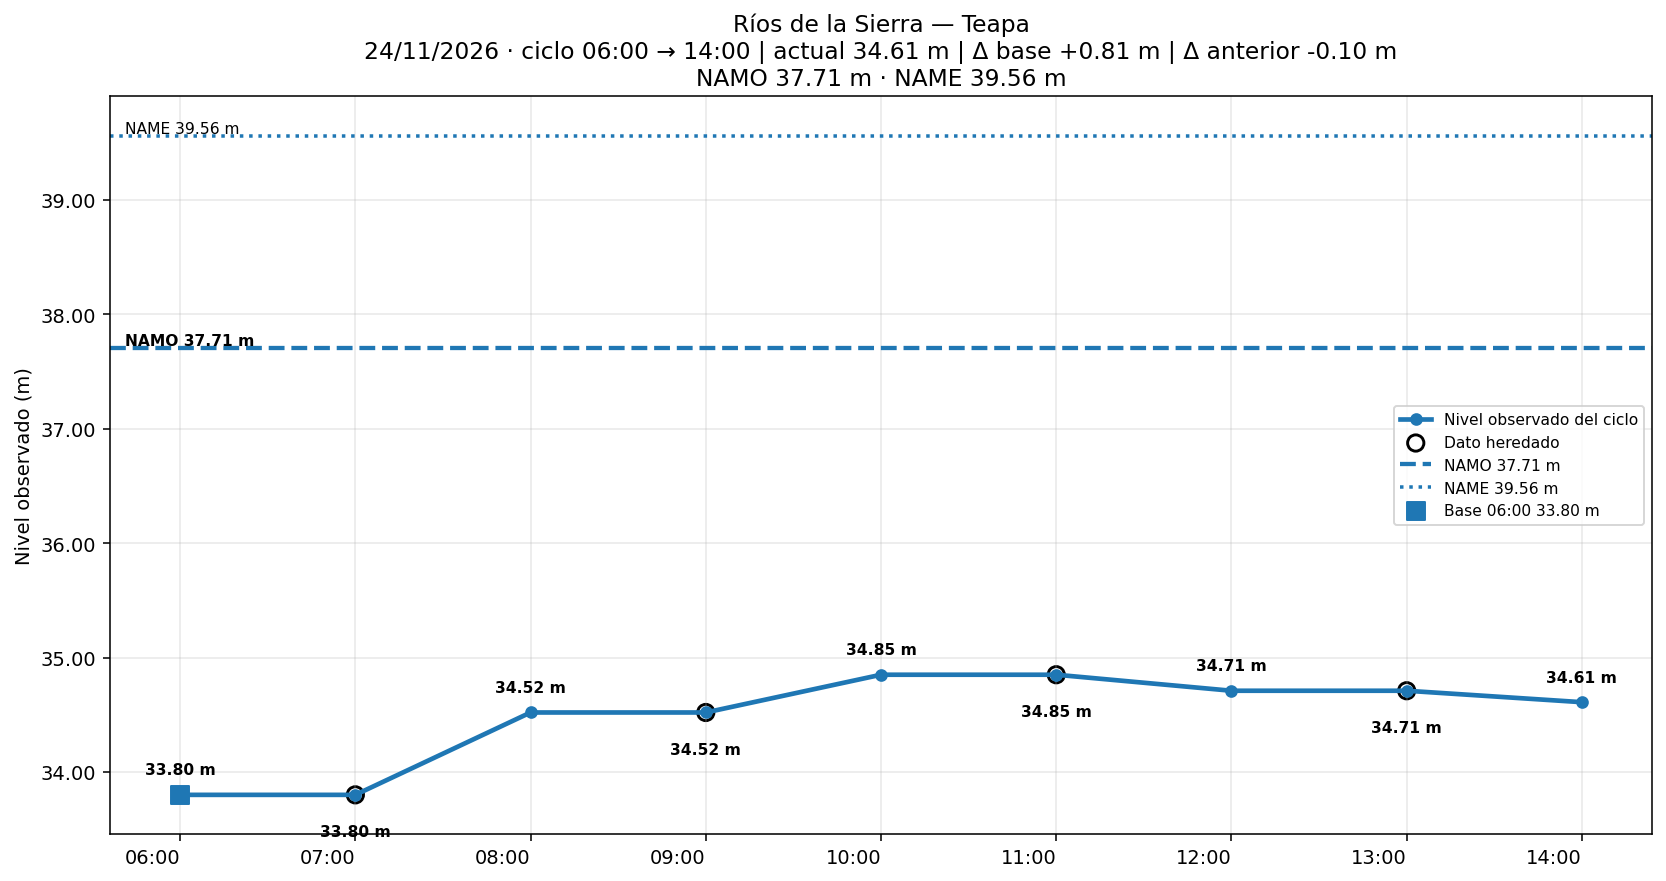 Ríos de la Sierra — Teapa
24/11/2026 · ciclo 06:00 → 14:00 | actual 34.61 m | Δ base +0.81 m | Δ anterior -0.10 m
NAMO 37.71 m · NAME 39.56 m
NAME 39.56 m
39.00
38.00
NAMO 37.71 m
37.00
36.00
35.00
34.00
Nivel observado (m)
Nivel observado del ciclo
Dato heredado
NAMO 37.71 m
NAME 39.56 m
Base 06:00 33.80 m
33.80 m
33.80 m
34.52 m
34.52 m
34.85 m
34.85 m
34.71 m
34.71 m
34.61 m
06:00
07:00
08:00
09:00
10:00
11:00
12:00
13:00
14:00